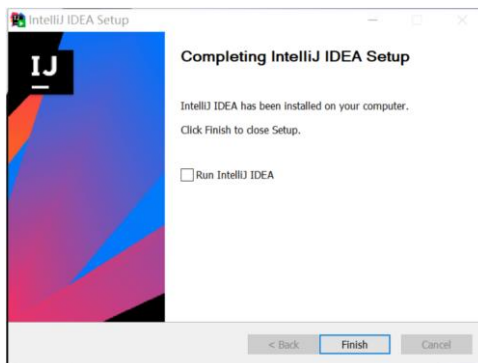 IntelliJ IDEA Setup
IJ
Completing IntelliJ IDEA Setup
IntelliJ IDEA has been installed on your computer.
Click Finish to close Setup.
Run IntelliJ IDEA
< Back
Finish
Cancel